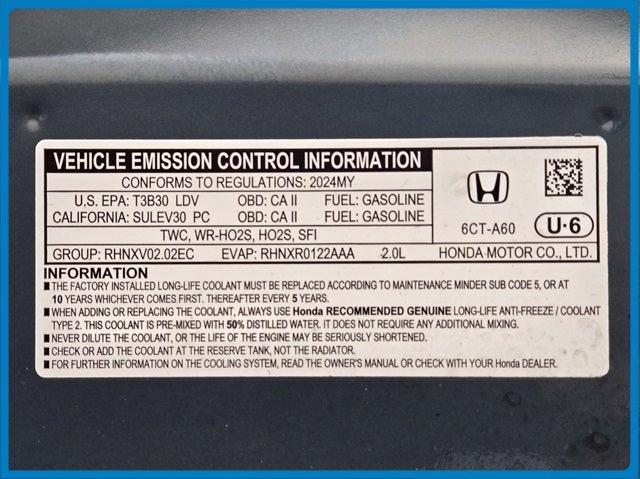 VEHICLE EMISSION CONTROL INFORMATION
CONFORMS TO REGULATIONS: 2024MY
U.S. EPA: T3B30 LDV OBD: CA II FUEL: GASOLINE
CALIFORNIA: SULEV30 PC OBD: CA II FUEL: GASOLINE
TWC, WR-HO2S, HO2S, SFI
GROUP: RHNXV02.02EC EVAP: RHNXR0122AAA 2.0L
6CT-A60 U·6
HONDA MOTOR CO., LTD.
INFORMATION
■ THE FACTORY INSTALLED LONG-LIFE COOLANT MUST BE REPLACED ACCORDING TO MAINTENANCE MINDER SUB CODE 5, OR AT
10 YEARS WHICHEVER COMES FIRST. THEREAFTER EVERY 5 YEARS.
■ WHEN ADDING OR REPLACING THE COOLANT, ALWAYS USE Honda RECOMMENDED GENUINE LONG-LIFE ANTI-FREEZE / COOLANT
TYPE 2. THIS COOLANT IS PRE-MIXED WITH 50% DISTILLED WATER. IT DOES NOT REQUIRE ANY ADDITIONAL MIXING.
■ NEVER DILUTE THE COOLANT, OR THE LIFE OF THE ENGINE MAY BE SERIOUSLY SHORTENED.
■ CHECK OR ADD THE COOLANT AT THE RESERVE TANK, NOT THE RADIATOR.
■ FOR FURTHER INFORMATION ON THE COOLING SYSTEM, READ THE OWNER'S MANUAL OR CHECK WITH YOUR Honda DEALER.